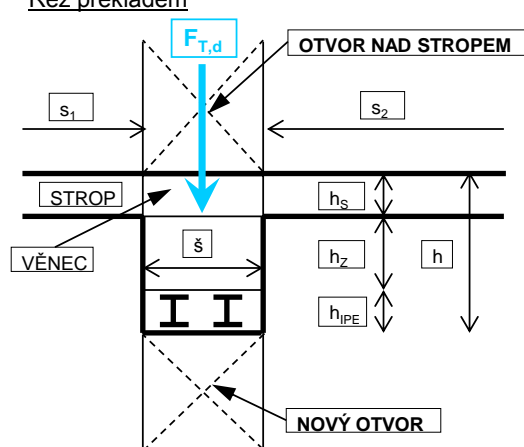 Řez překladem
F_T,d
OTVOR NAD STROPEM
s_1
s_2
STROP
h_S
VĚNEC
š
h_Z
h
h_IPE
NOVÝ OTVOR